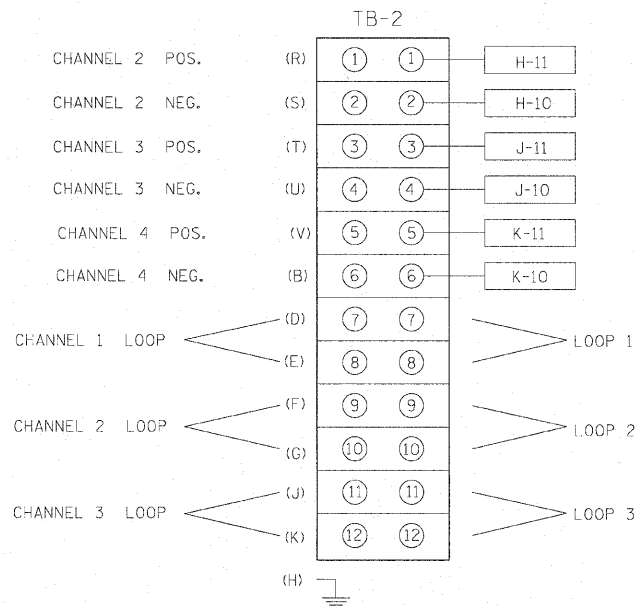 TB-2
CHANNEL 2 POS. (R) 1 1 H-11
CHANNEL 2 NEG. (S) 2 2 H-10
CHANNEL 3 POS. (T) 3 3 J-11
CHANNEL 3 NEG. (U) 4 4 J-10
CHANNEL 4 POS. (V) 5 5 K-11
CHANNEL 4 NEG. (B) 6 6 K-10
(D) 7 7
CHANNEL 1 LOOP LOOP 1
(E) 8 8
(F) 9 9
CHANNEL 2 LOOP LOOP 2
(G) 10 10
(J) 11 11
CHANNEL 3 LOOP LOOP 3
(K) 12 12
(H)